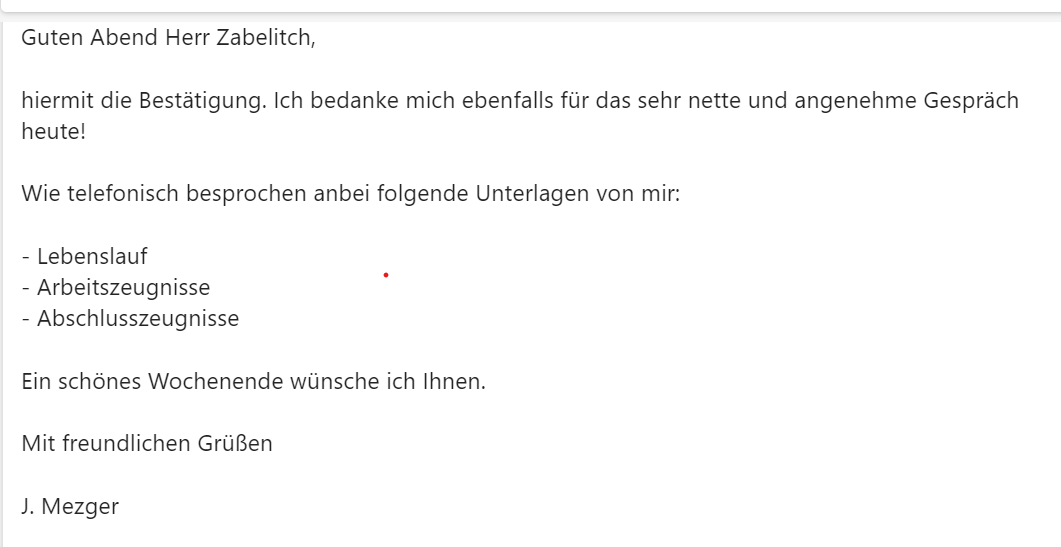 Guten Abend Herr Zabelitch,
hiermit die Bestätigung. Ich bedanke mich ebenfalls für das sehr nette und angenehme Gespräch
heute!
Wie telefonisch besprochen anbei folgende Unterlagen von mir:
- Lebenslauf
- Arbeitszeugnisse
- Abschlusszeugnisse
Ein schönes Wochenende wünsche ich Ihnen.
Mit freundlichen Grüßen
J. Mezger